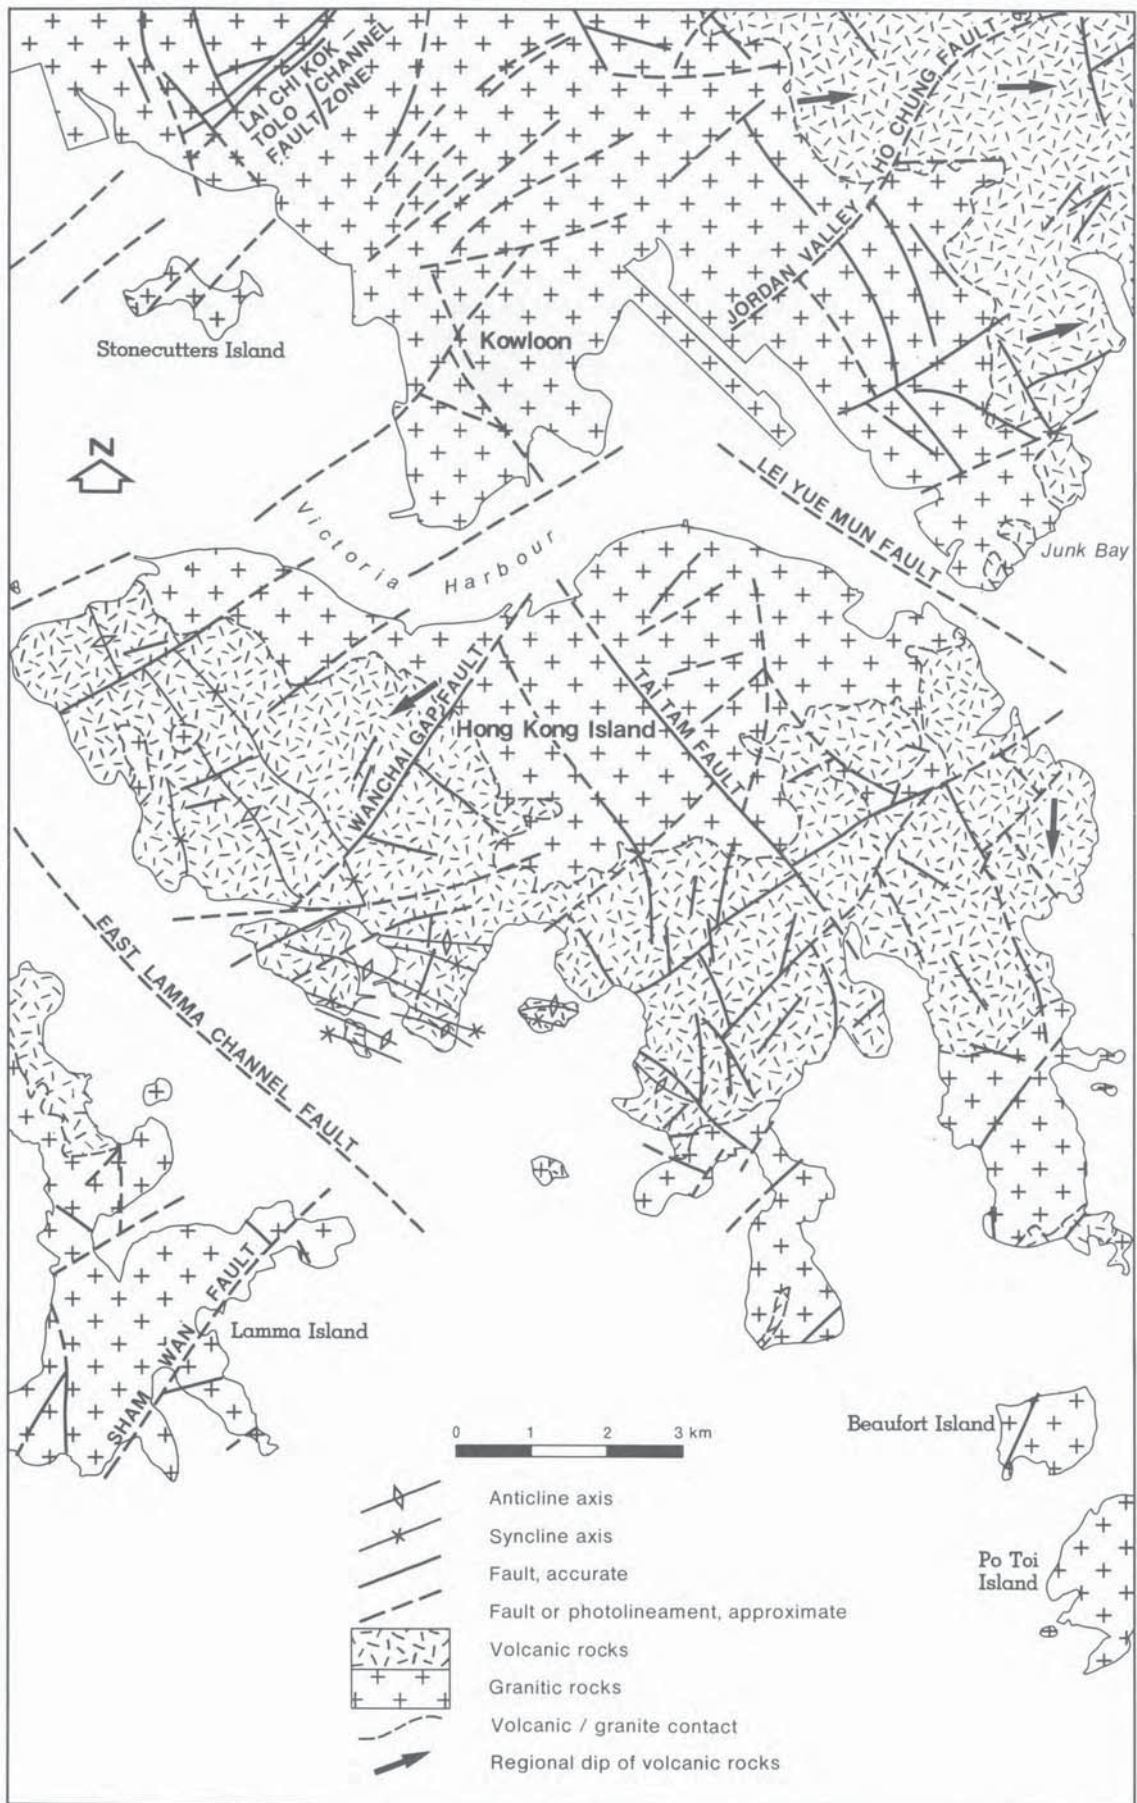 LAI CHI KOK –
TOLO CHANNEL
FAULT ZONE
HO CHUNG FAULT
JORDAN VALLEY
Stonecutters Island
Kowloon
N
LEI YUE MUN FAULT
Victoria Harbour
Junk Bay
WANCHAI GAP FAULT
TAI TAM FAULT
Hong Kong Island
EAST LAMMA CHANNEL FAULT
SHAM WAN FAULT
Lamma Island
Beaufort Island
Po Toi
Island
0 1 2 3 km
Anticline axis
Syncline axis
Fault, accurate
Fault or photolineament, approximate
Volcanic rocks
Granitic rocks
Volcanic / granite contact
Regional dip of volcanic rocks